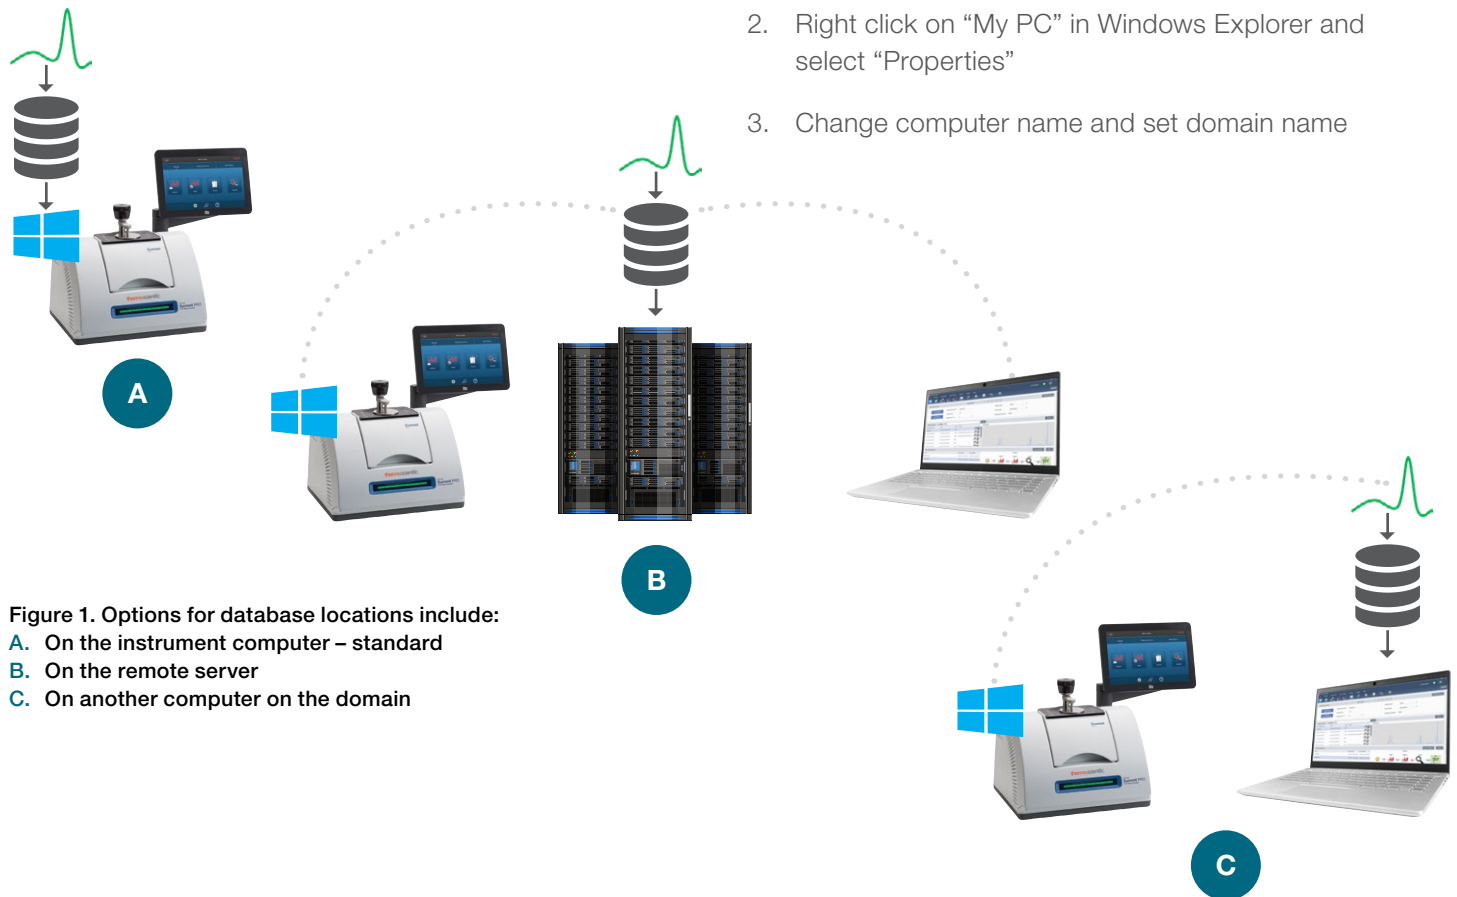 2. Right click on “My PC” in Windows Explorer and
select “Properties”
3. Change computer name and set domain name
A
B
Figure 1. Options for database locations include:
A. On the instrument computer – standard
B. On the remote server
C. On another computer on the domain
C